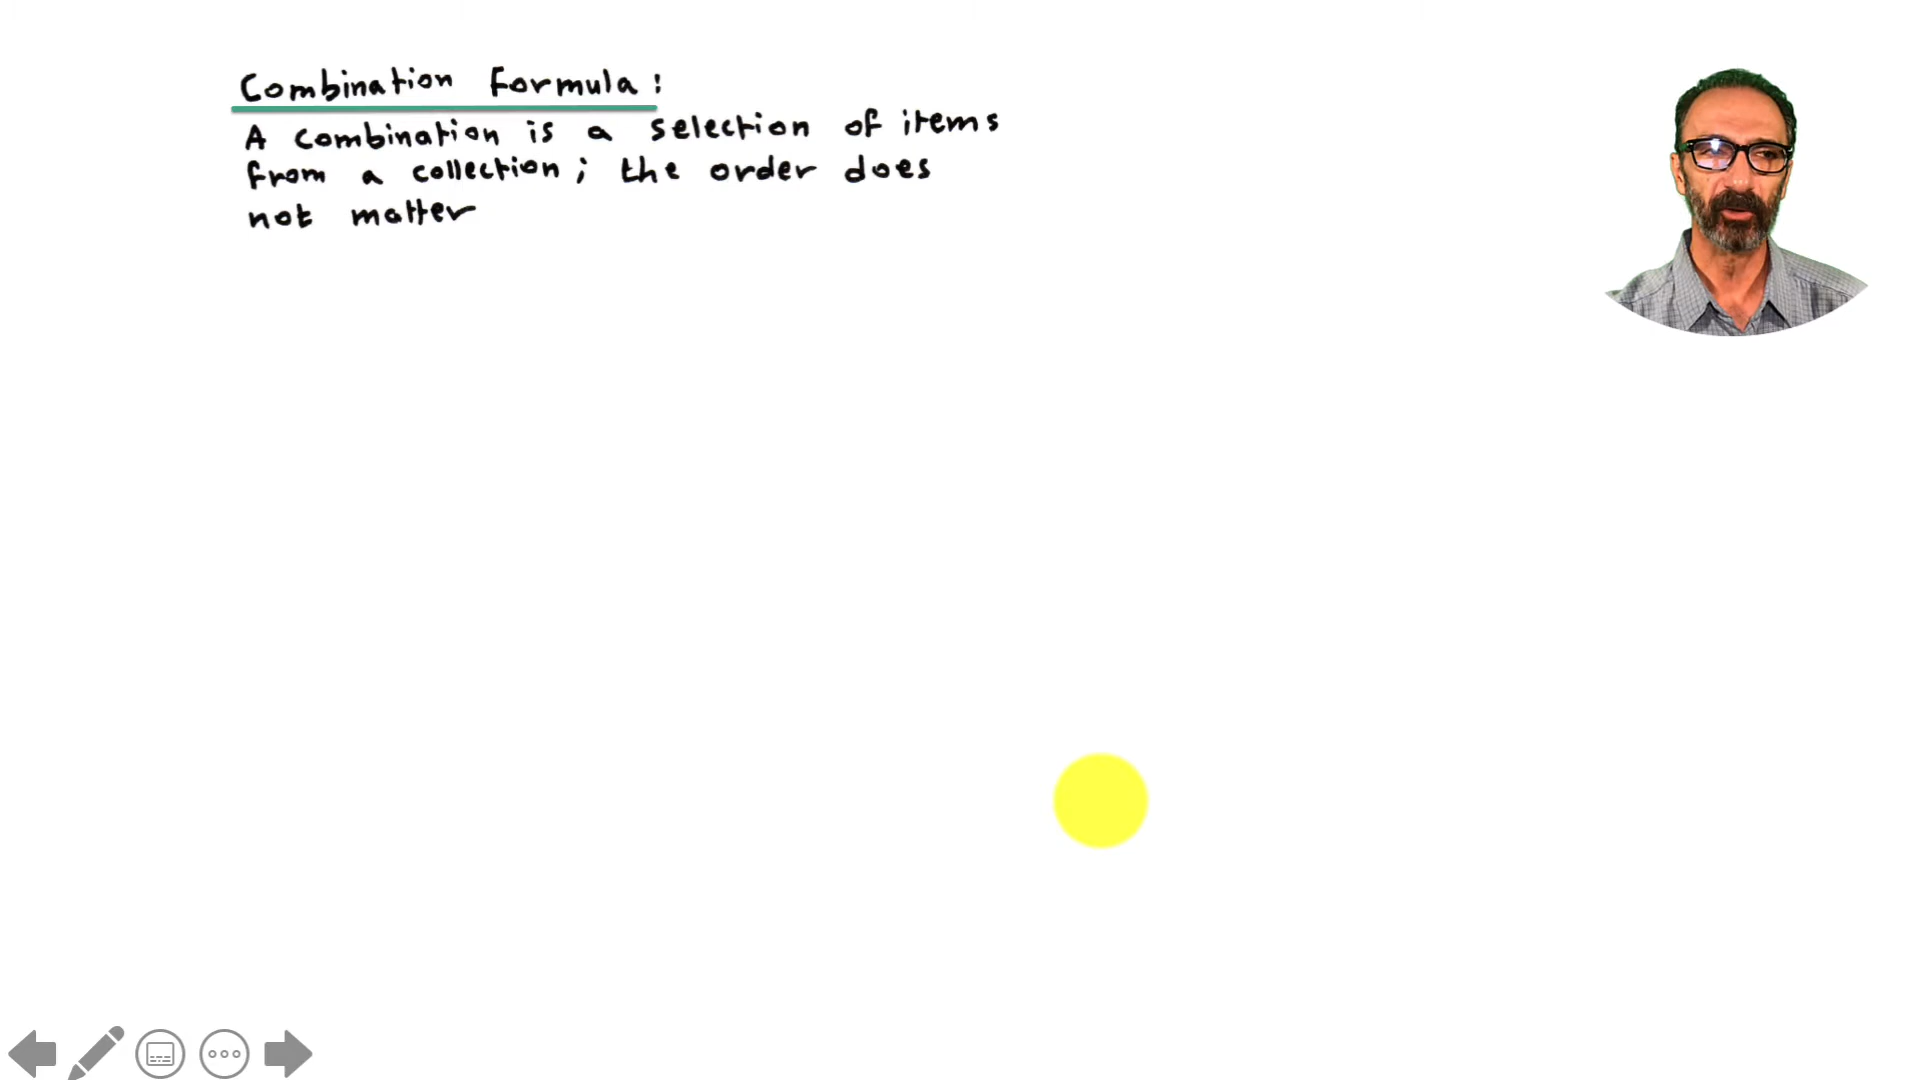 Combination Formula:
A combination is a selection of items
from a collection; the order does
not matter